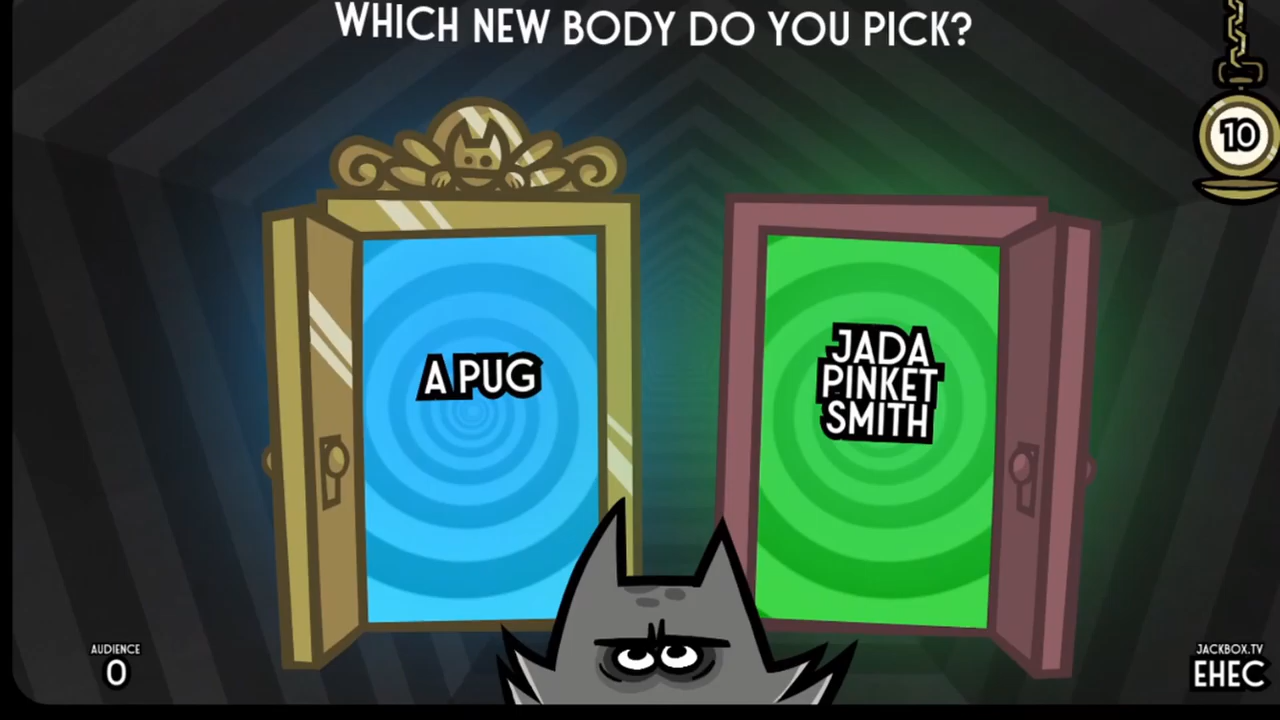 WHICH NEW BODY DO YOU PICK?
10
A PUG
JADA
PINKET
SMITH
AUDIENCE
0
JACKBOX.TV
EHEC